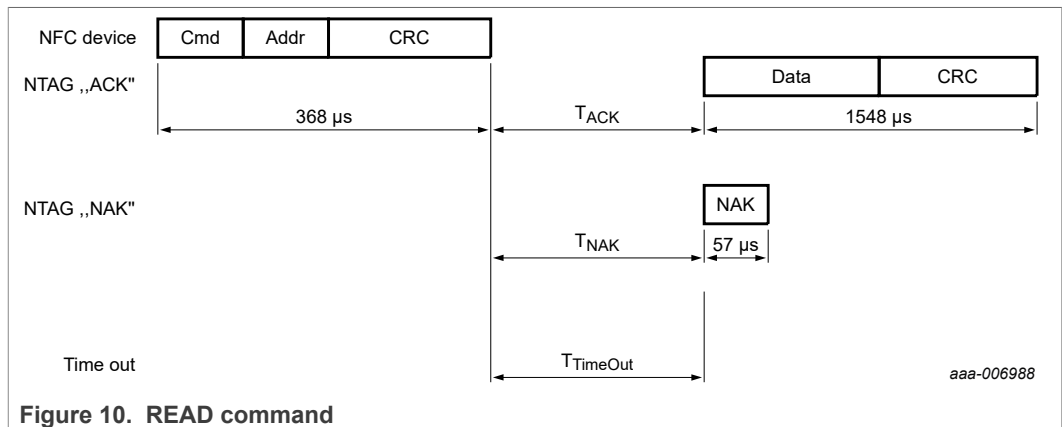 NFC device Cmd Addr CRC
NTAG ,,ACK" Data CRC
368 µs TACK 1548 µs
NTAG ,,NAK" NAK
TNAK 57 µs
Time out TTimeOut
aaa-006988
Figure 10. READ command